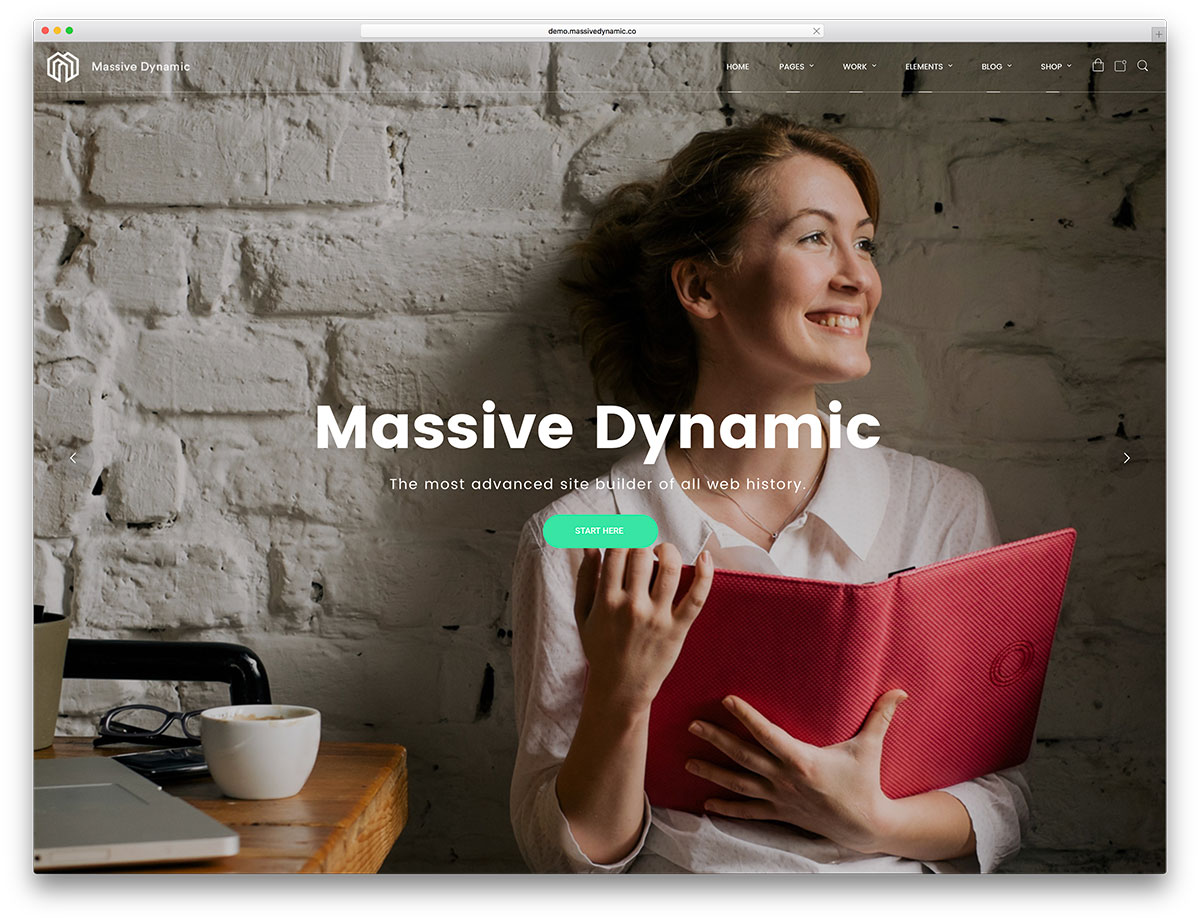 demo.massivedynamic.co
Massive Dynamic
HOME PAGES WORK ELEMENTS BLOG SHOP
Massive Dynamic
The most advanced site builder of all web history.
START HERE